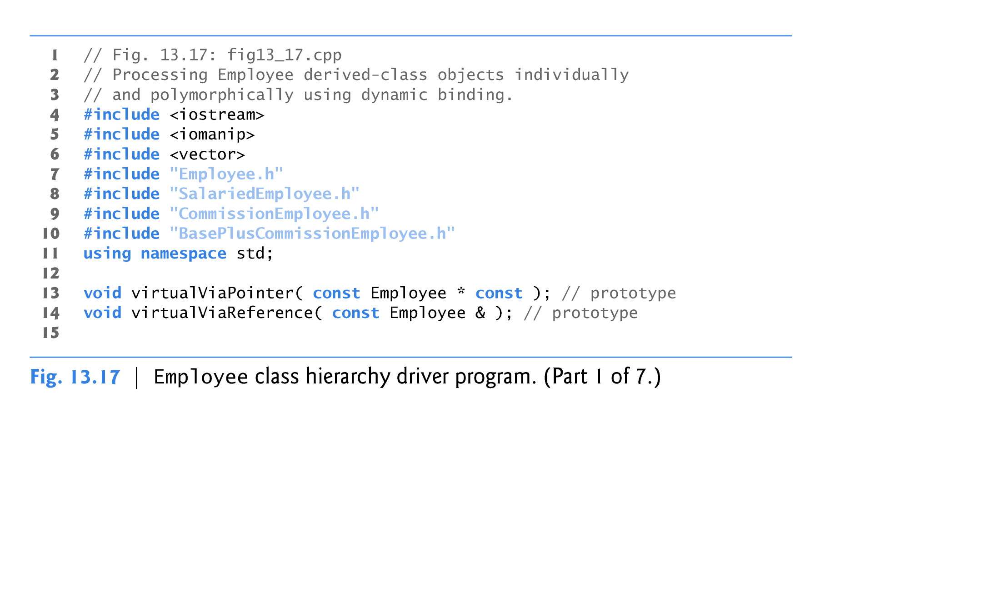 1 // Fig. 13.17: fig13_17.cpp
2 // Processing Employee derived-class objects individually
3 // and polymorphically using dynamic binding.
4 #include <iostream>
5 #include <iomanip>
6 #include <vector>
7 #include "Employee.h"
8 #include "SalariedEmployee.h"
9 #include "CommissionEmployee.h"
10 #include "BasePlusCommissionEmployee.h"
11 using namespace std;
12
13 void virtualViaPointer( const Employee * const ); // prototype
14 void virtualViaReference( const Employee & ); // prototype
15
Fig. 13.17 | Employee class hierarchy driver program. (Part 1 of 7.)